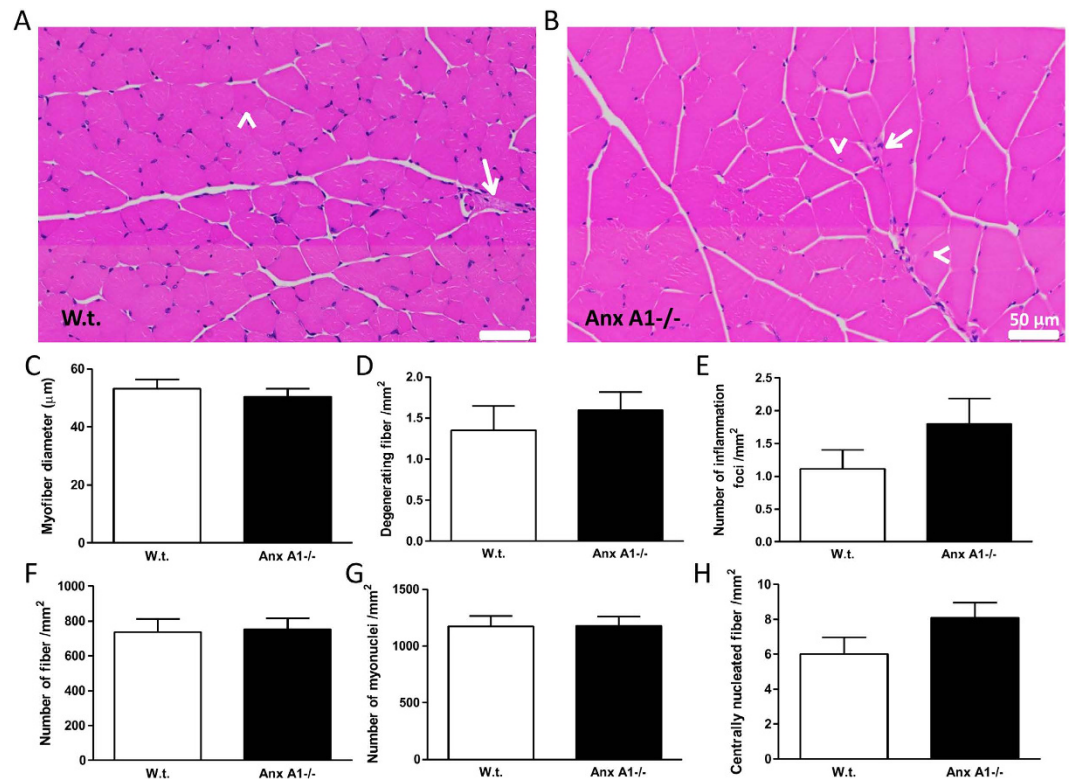 A
B
W.t.
Anx A1-/-
50 μm
C
D
E
Myofiber diameter (μm)
60
40
20
0
W.t.
Anx A1-/-
Degenerating fiber /mm²
2.0
1.5
1.0
0.5
0.0
W.t.
Anx A1-/-
Number of inflammation
foci /mm²
2.5
2.0
1.5
1.0
0.5
0.0
W.t.
Anx A1-/-
F
G
H
Number of fiber /mm²
1000
800
600
400
200
0
W.t.
Anx A1-/-
Number of myonuclei /mm²
1500
1000
500
0
W.t.
Anx A1-/-
Centrally nucleated fiber /mm²
10
8
6
4
2
0
W.t.
Anx A1-/-